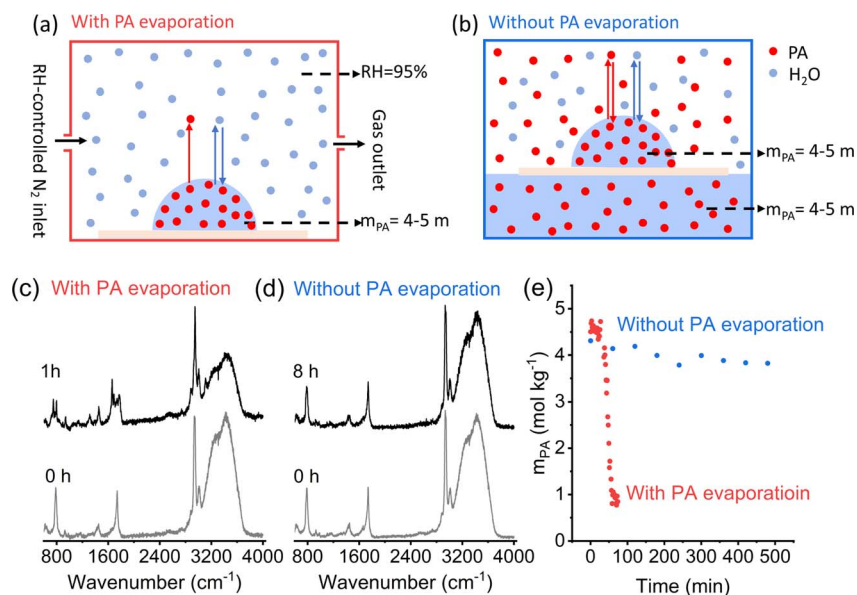 (a) With PA evaporation
RH-controlled N₂ inlet
RH=95%
Gas outlet
m_PA= 4-5 m
(b) Without PA evaporation
PA
H₂O
m_PA= 4-5 m
m_PA= 4-5 m
(c) With PA evaporation
1h
0 h
800 1600 2400 3200 4000
Wavenumber (cm⁻¹)
(d) Without PA evaporation
8 h
0 h
800 1600 2400 3200 4000
Wavenumber (cm⁻¹)
(e)
m_PA (mol kg⁻¹)
5
4
3
2
1
0
Without PA evaporation
With PA evaporatioin
0 100 200 300 400 500
Time (min)